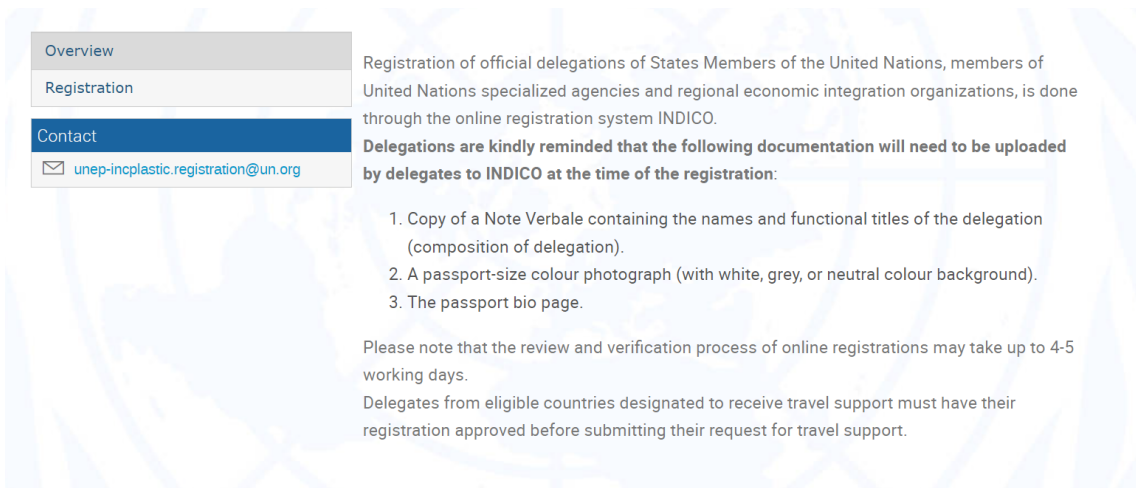 Overview
Registration
Contact
unep-incplastic.registration@un.org
Registration of official delegations of States Members of the United Nations, members of
United Nations specialized agencies and regional economic integration organizations, is done
through the online registration system INDICO.
Delegations are kindly reminded that the following documentation will need to be uploaded
by delegates to INDICO at the time of the registration:
1. Copy of a Note Verbale containing the names and functional titles of the delegation
(composition of delegation).
2. A passport-size colour photograph (with white, grey, or neutral colour background).
3. The passport bio page.
Please note that the review and verification process of online registrations may take up to 4-5
working days.
Delegates from eligible countries designated to receive travel support must have their
registration approved before submitting their request for travel support.